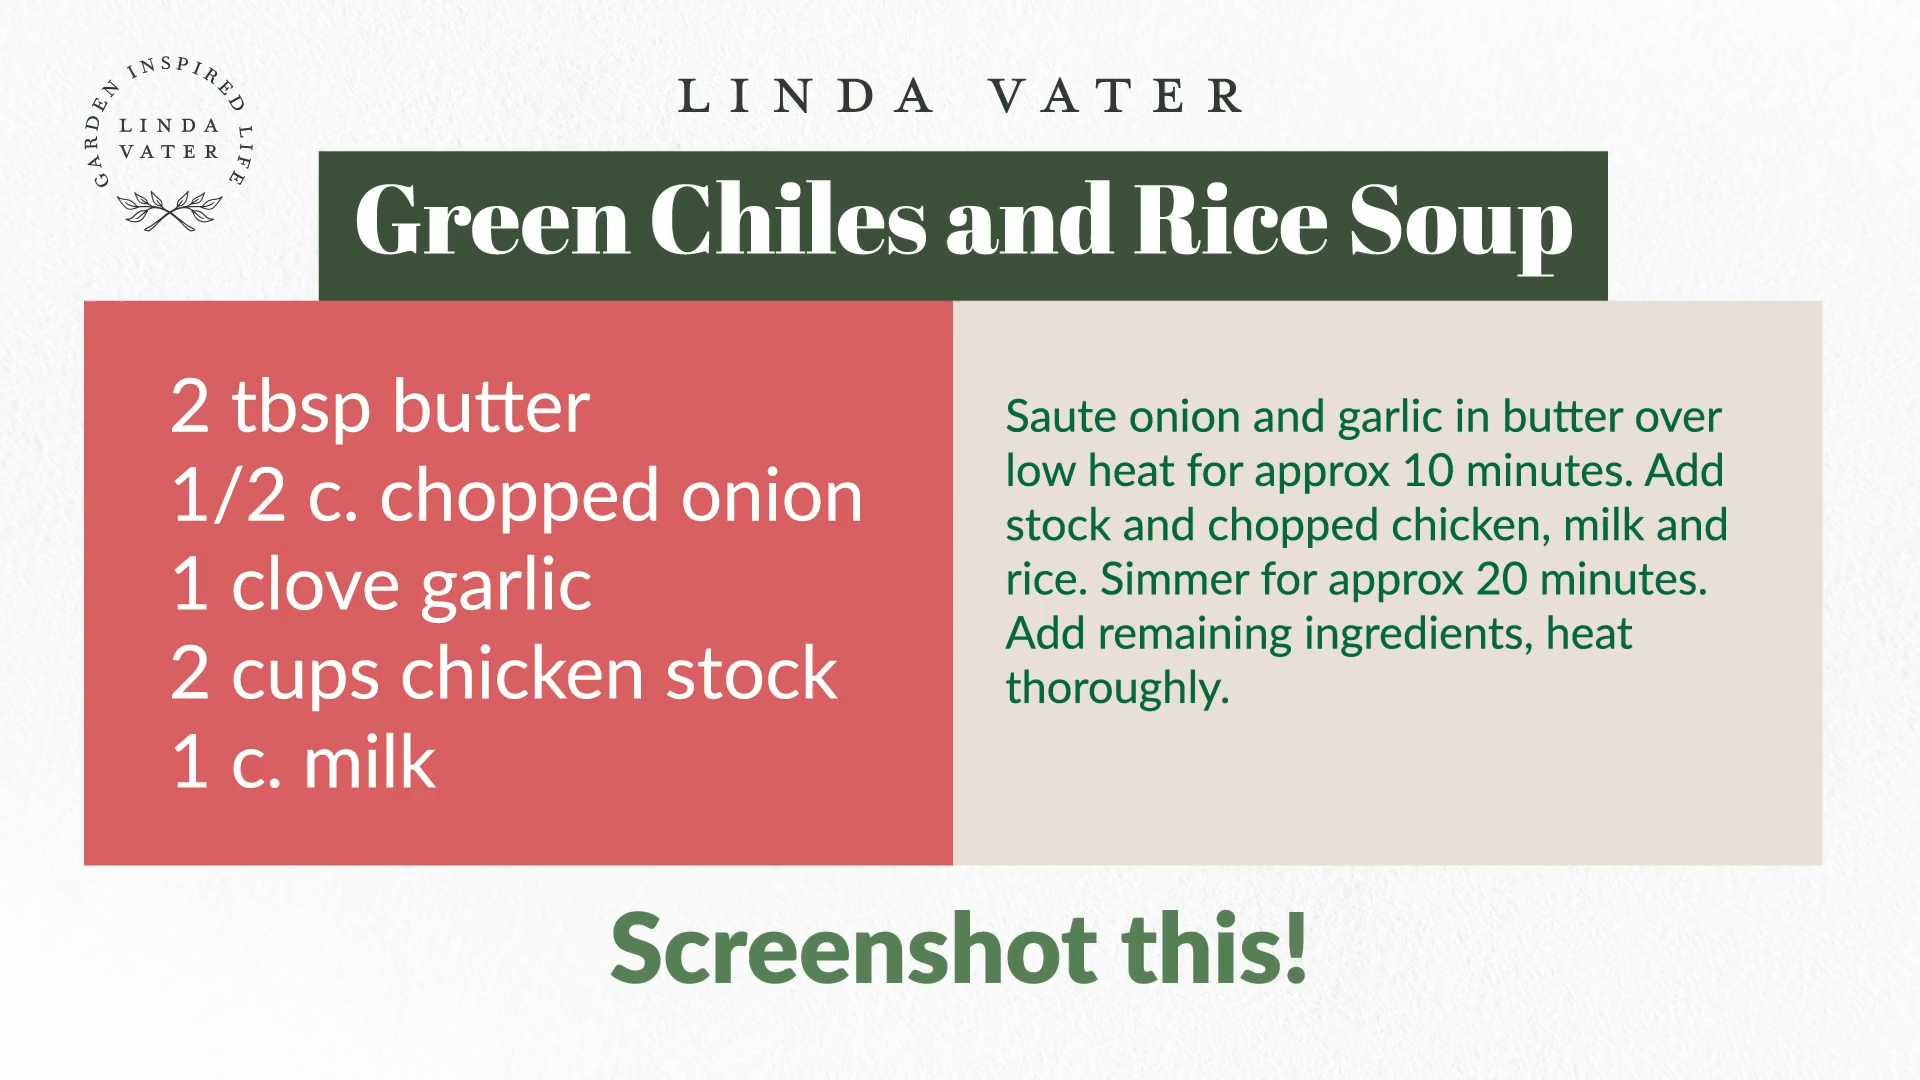 GARDEN INSPIRED LIFE
LINDA
VATER
LINDA VATER
Green Chiles and Rice Soup
2 tbsp butter
1/2 c. chopped onion
1 clove garlic
2 cups chicken stock
1 c. milk
Saute onion and garlic in butter over
low heat for approx 10 minutes. Add
stock and chopped chicken, milk and
rice. Simmer for approx 20 minutes.
Add remaining ingredients, heat
thoroughly.
Screenshot this!